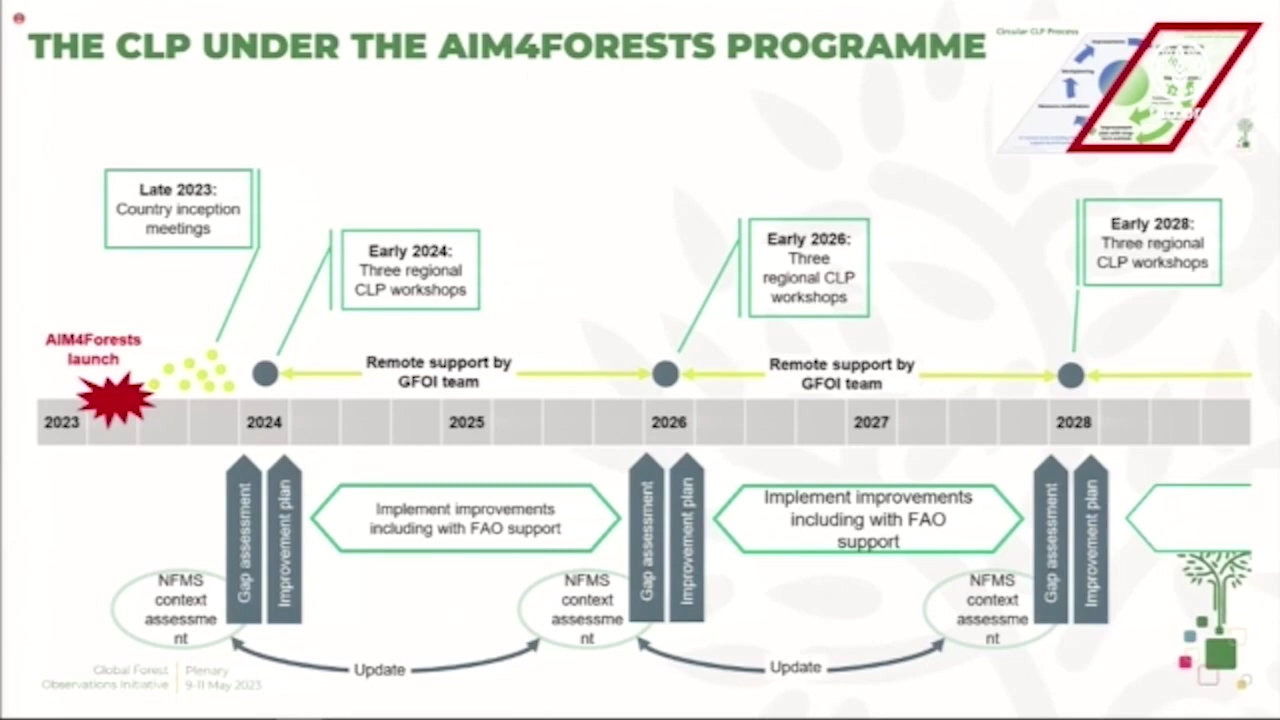 THE CLP UNDER THE AIM4FORESTS PROGRAMME
Circular CLP Process
Late 2023:
Country inception
meetings
Early 2024:
Three regional
CLP workshops
Early 2026:
Three
regional CLP
workshops
Early 2028:
Three regional
CLP workshops
AIM4Forests
launch
Remote support by
GFOI team
Remote support by
GFOI team
2023
2024
2025
2026
2027
2028
Gap assessment
Improvement plan
Implement improvements
including with FAO support
Gap assessment
Improvement plan
Implement improvements
including with FAO
support
Gap assessment
Improvement plan
NFMS
context
assessme
nt
NFMS
context
assessme
nt
NFMS
context
assessme
nt
Update
Update
Global Forest
Observations Initiative
Plenary
9-11 May 2023